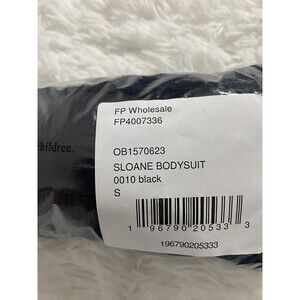 FP Wholesale
FP4007336
children.
OB1570623
SLOANE BODYSUIT
0010 black
S
1 96790 20533 3
196790205333